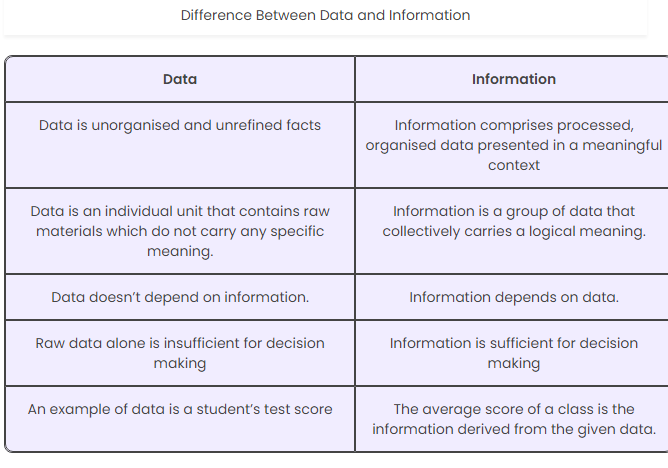 Difference Between Data and Information
Data
Information
Data is unorganised and unrefined facts
Information comprises processed,
organised data presented in a meaningful
context
Data is an individual unit that contains raw
materials which do not carry any specific
meaning.
Information is a group of data that
collectively carries a logical meaning.
Data doesn’t depend on information.
Information depends on data.
Raw data alone is insufficient for decision
making
Information is sufficient for decision
making
An example of data is a student’s test score
The average score of a class is the
information derived from the given data.